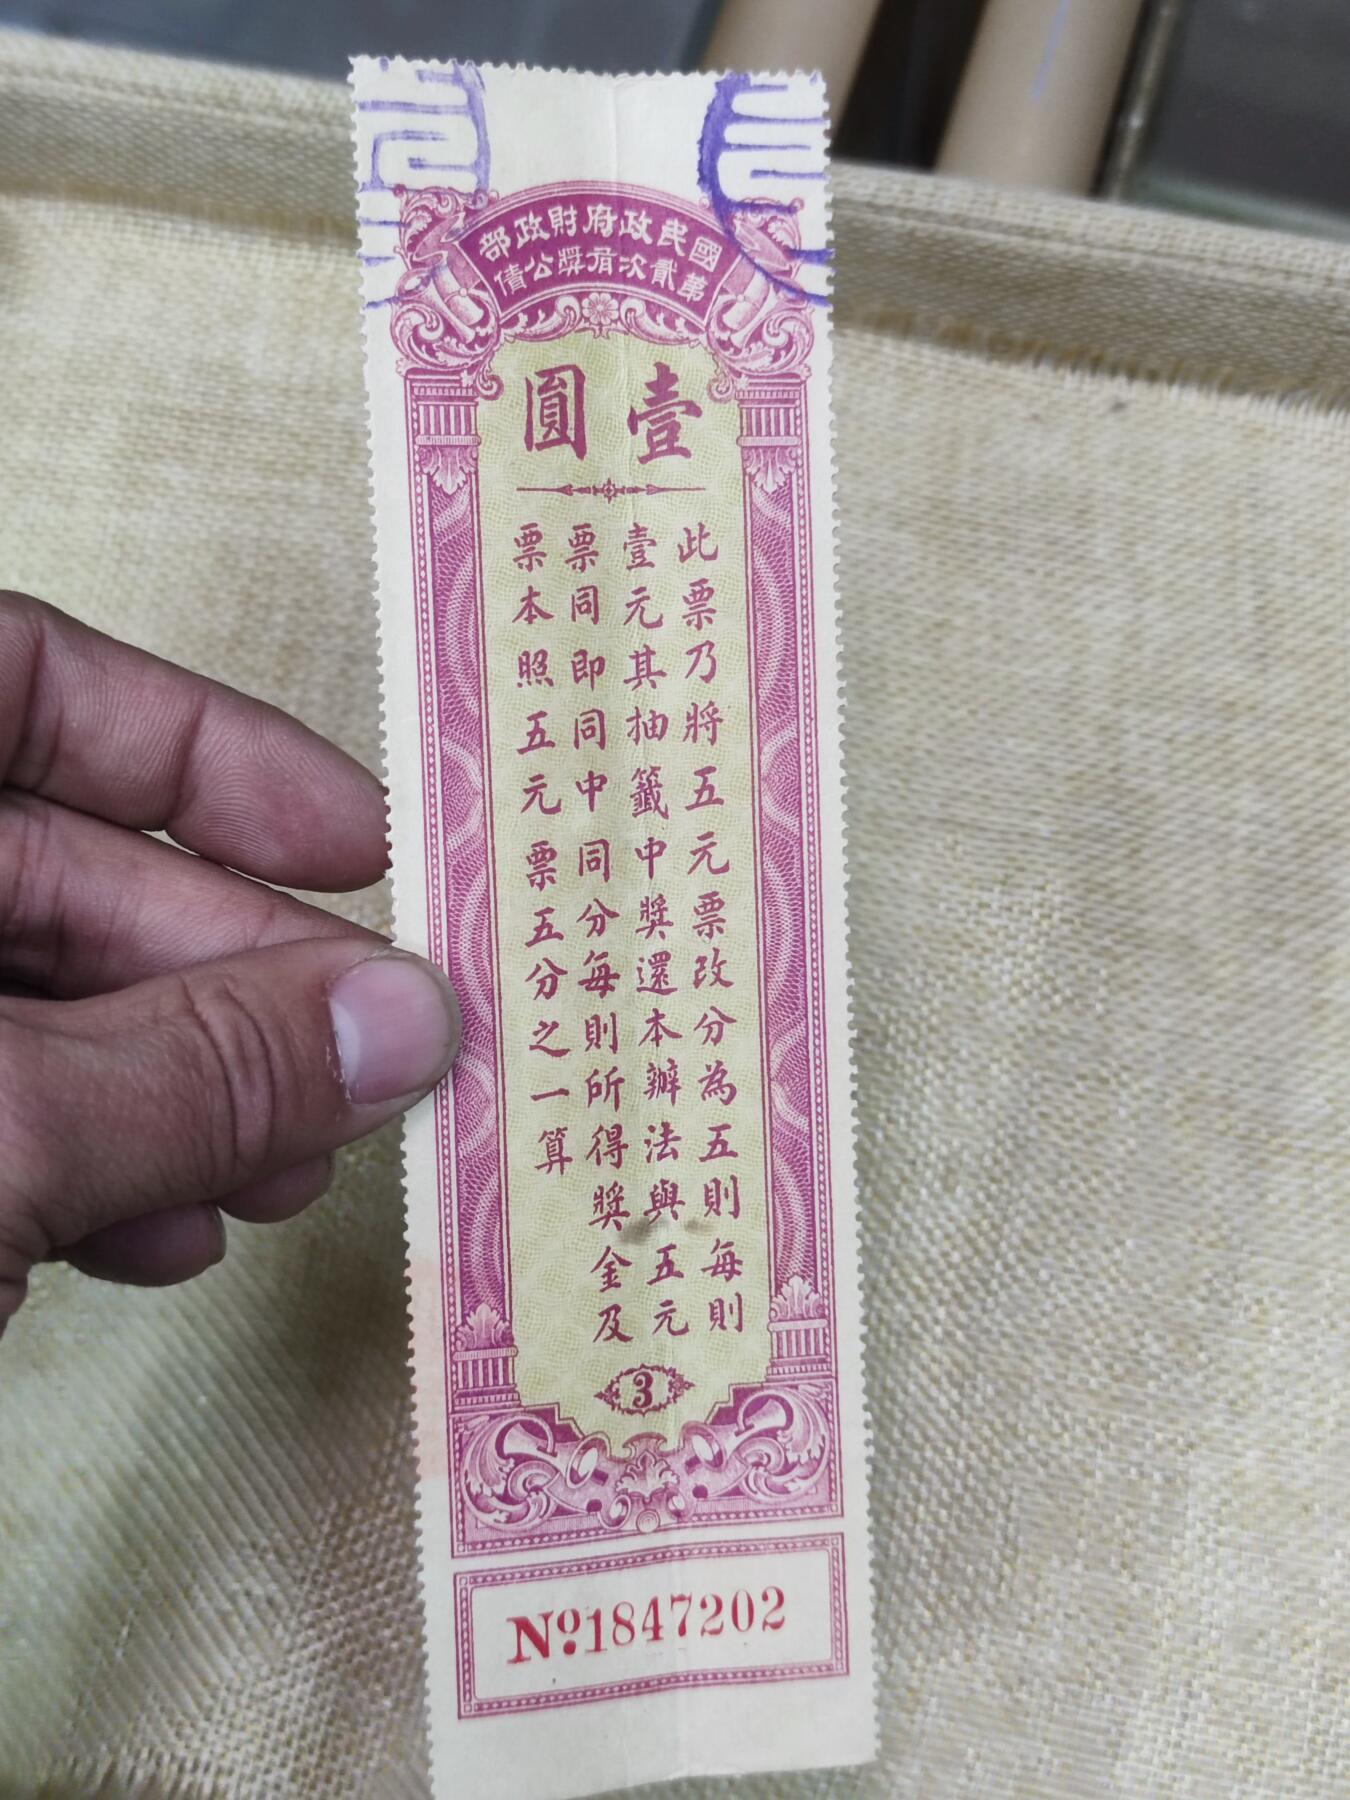 國民政府財政部
第貳次有獎公債
壹圓
此票乃將五元票改分為五則每則
壹元其抽籤中獎還本辦法與五元
票同即同中同分每則所得獎金及
票本照五元票五分之一算
3
No.1847202